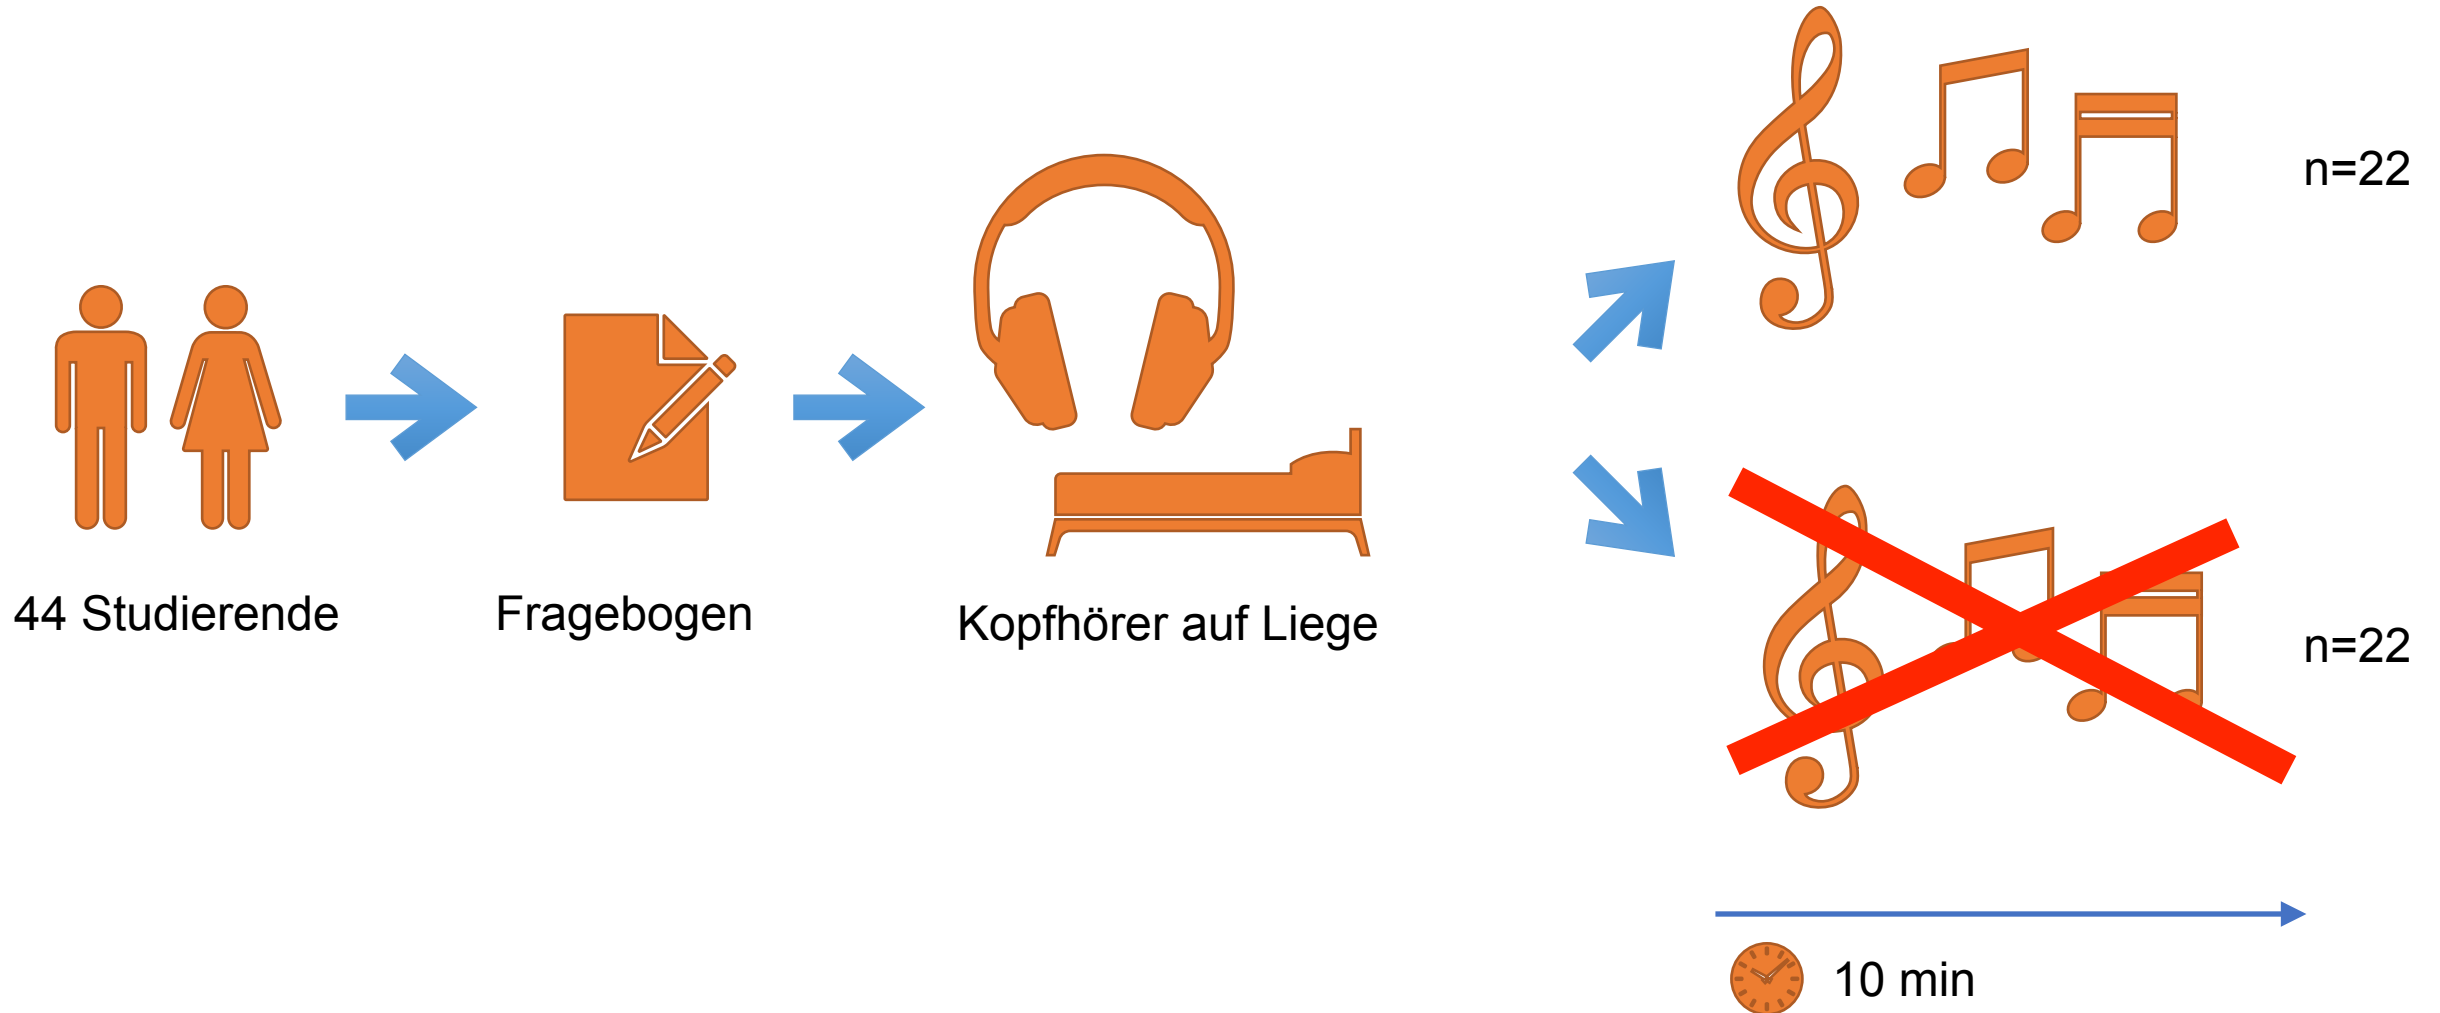 44 Studierende
Fragebogen
Kopfhörer auf Liege
n=22
n=22
10 min